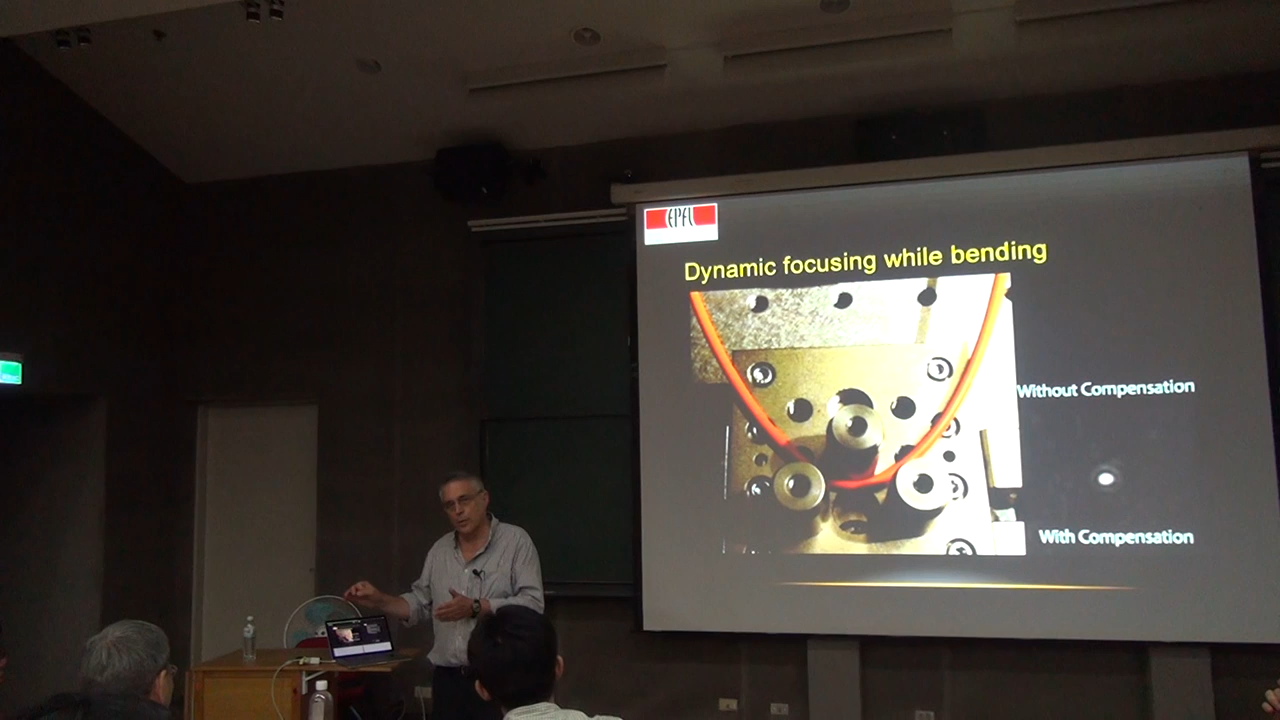 EPFL
Dynamic focusing while bending
Without Compensation
With Compensation